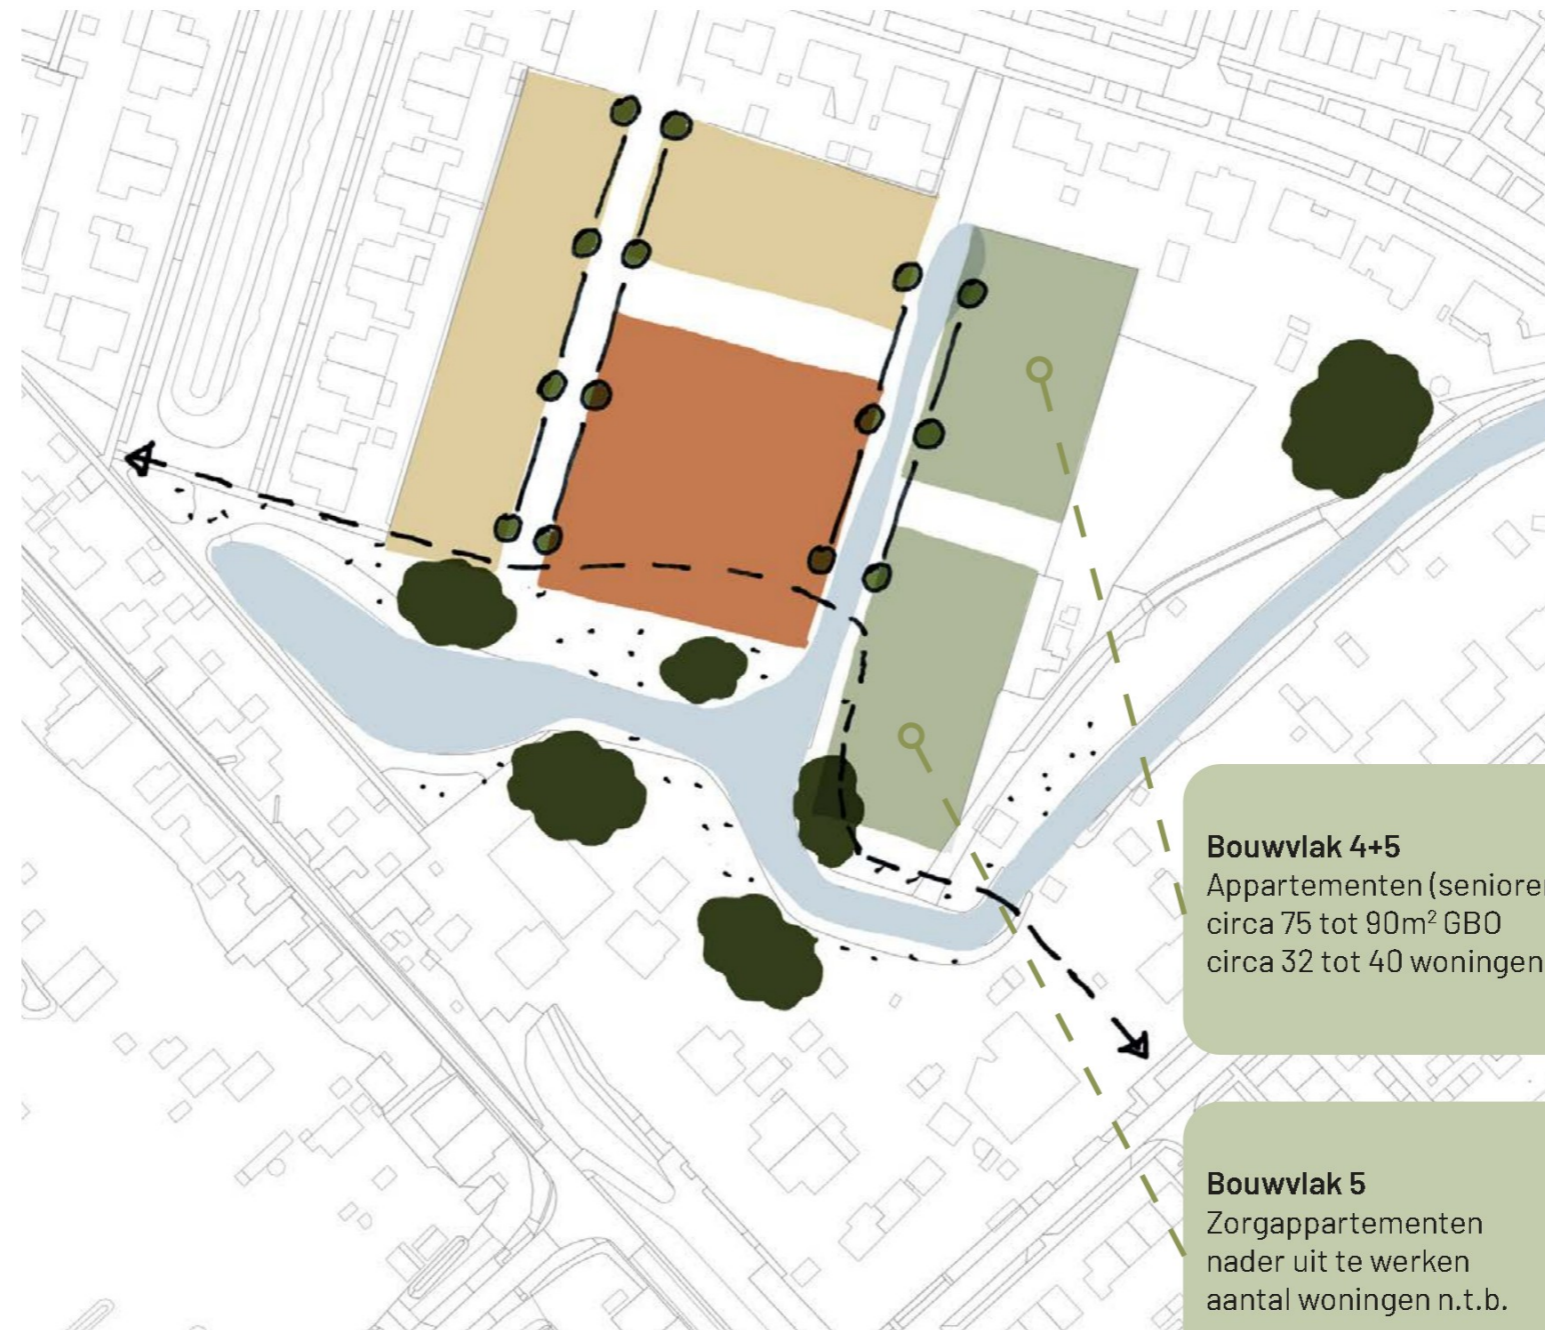 Bouwvlak 4+5
Appartementen (seniore
circa 75 tot 90m² GBO
circa 32 tot 40 woningen
Bouwvlak 5
Zorgappartementen
nader uit te werken
aantal woningen n.t.b.